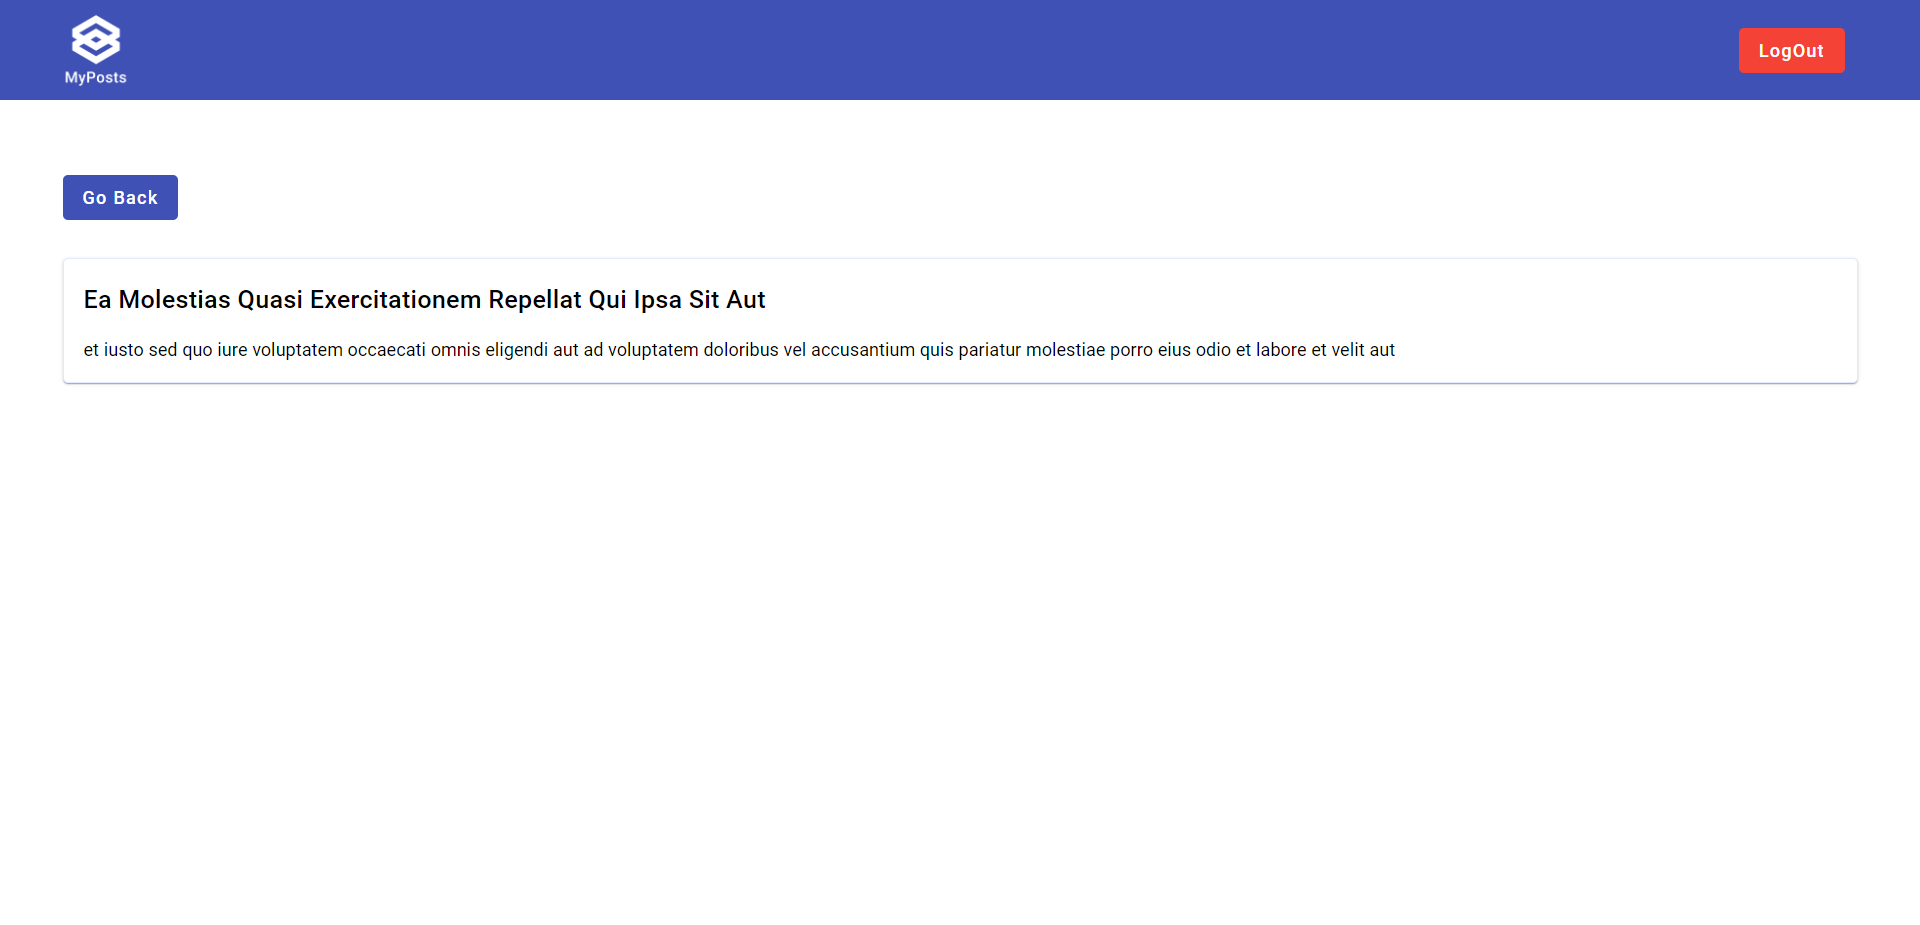 MyPosts
LogOut
Go Back
Ea Molestias Quasi Exercitationem Repellat Qui Ipsa Sit Aut
et iusto sed quo iure voluptatem occaecati omnis eligendi aut ad voluptatem doloribus vel accusantium quis pariatur molestiae porro eius odio et labore et velit aut